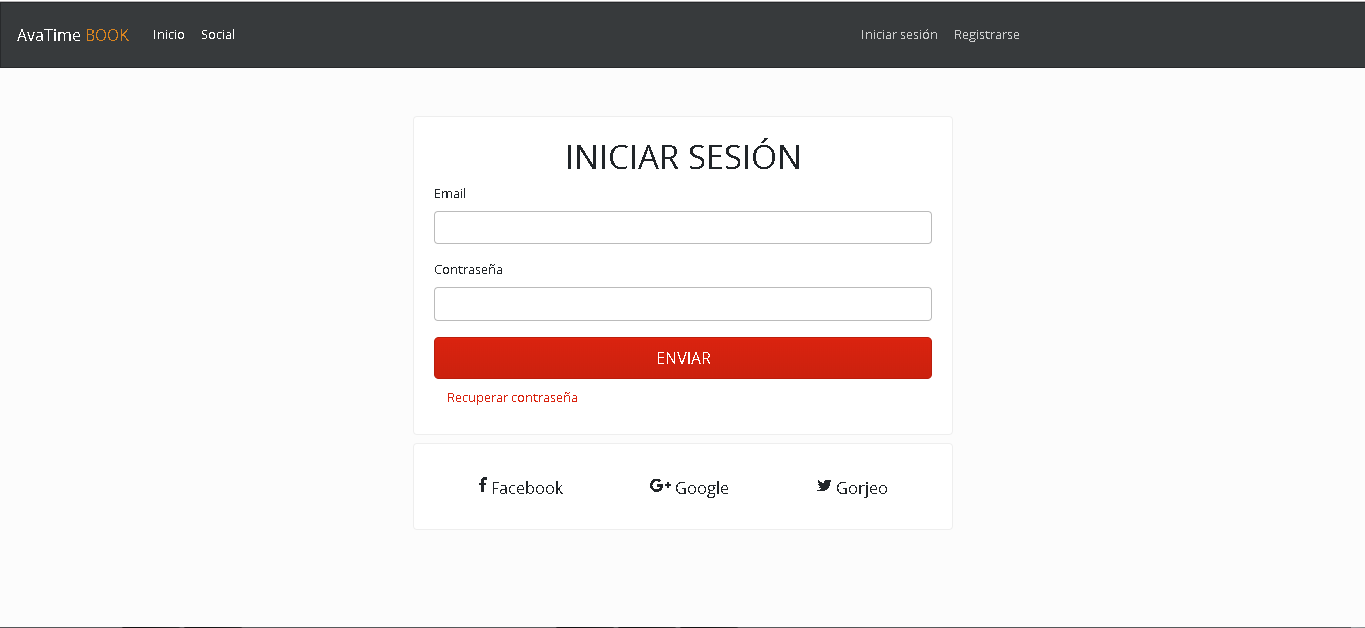 AvaTime BOOK Inicio Social Iniciar sesión Registrarse
INICIAR SESIÓN
Email
Contraseña
ENVIAR
Recuperar contraseña
Facebook Google Gorjeo